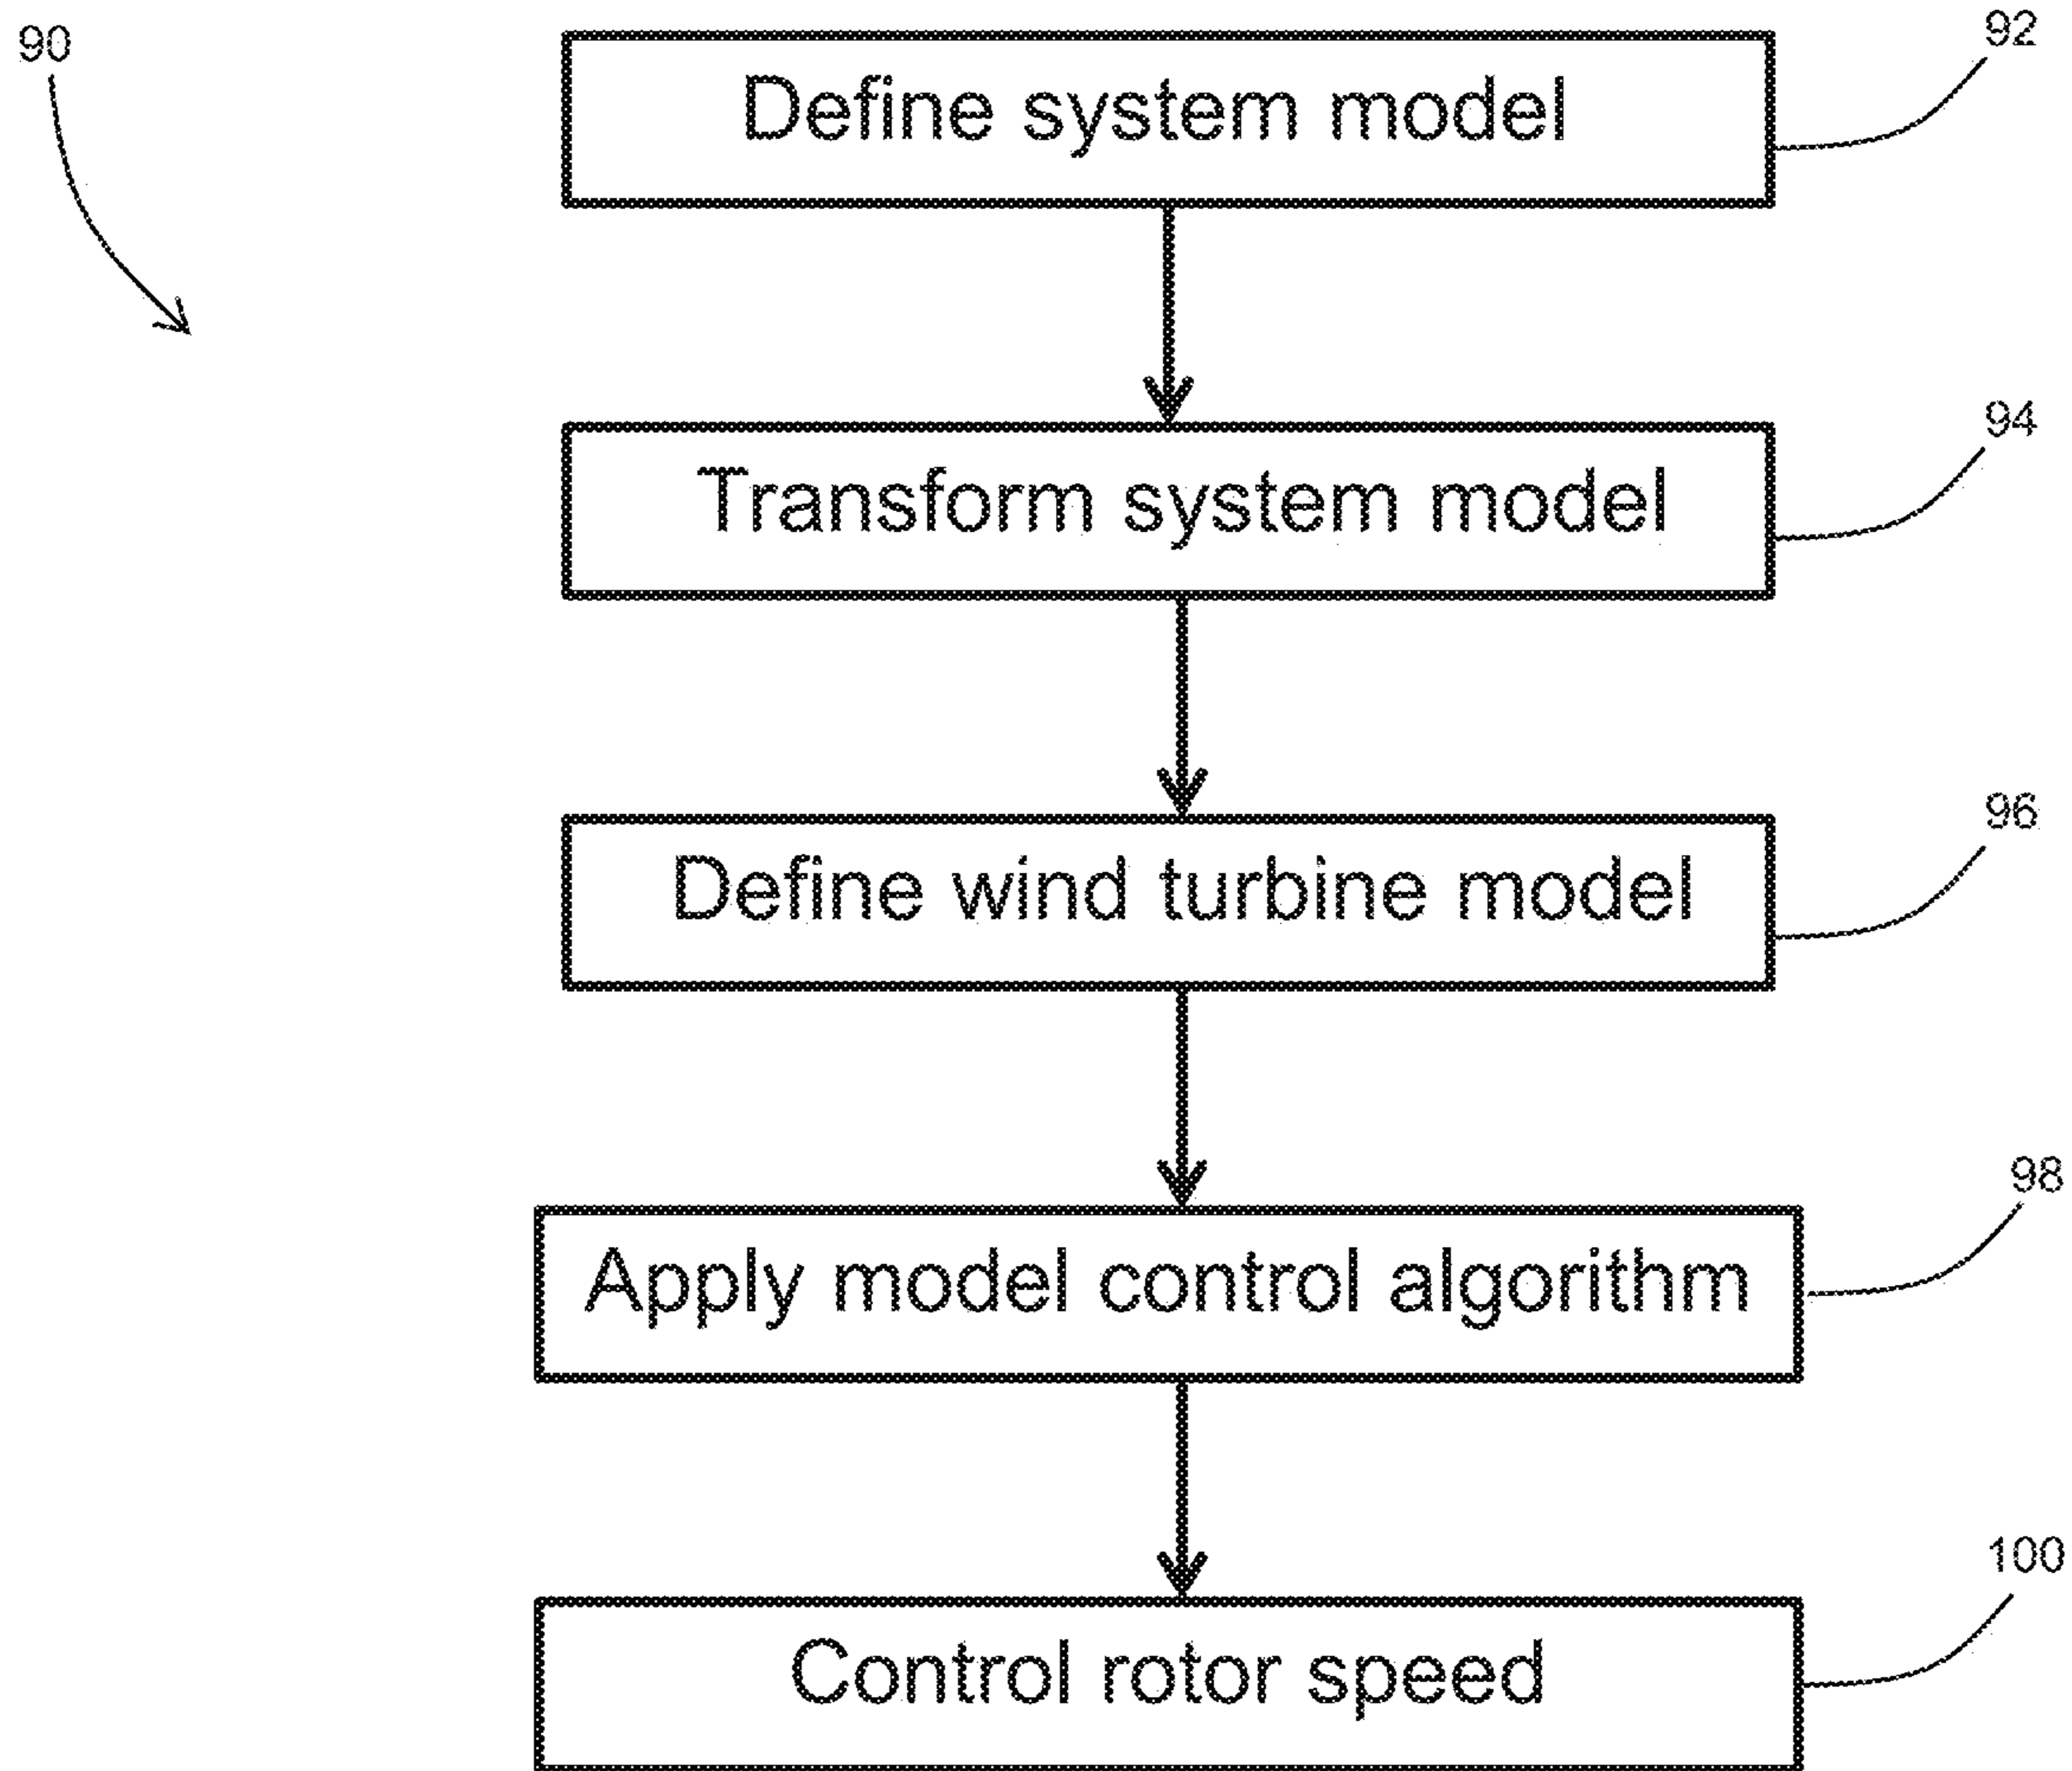 90
92
Define system model
94
Transform system model
96
Define wind turbine model
98
Apply model control algorithm
100
Control rotor speed